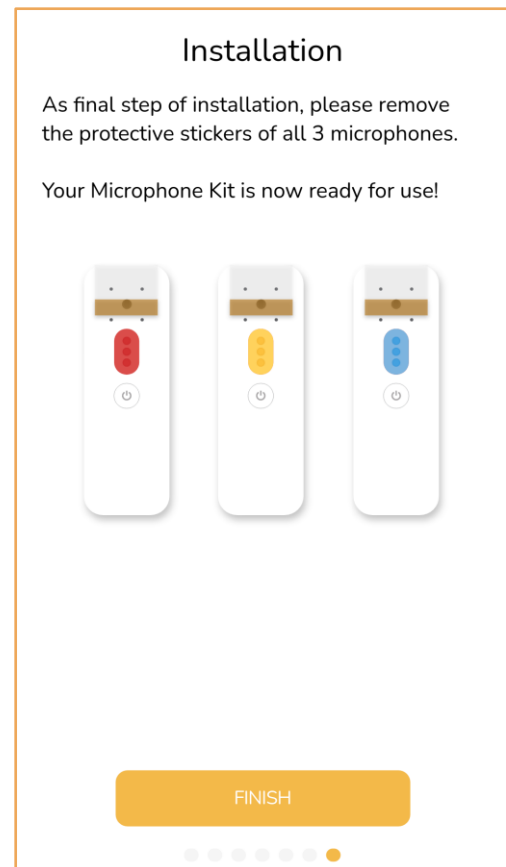 Installation
As final step of installation, please remove
the protective stickers of all 3 microphones.
Your Microphone Kit is now ready for use!
FINISH